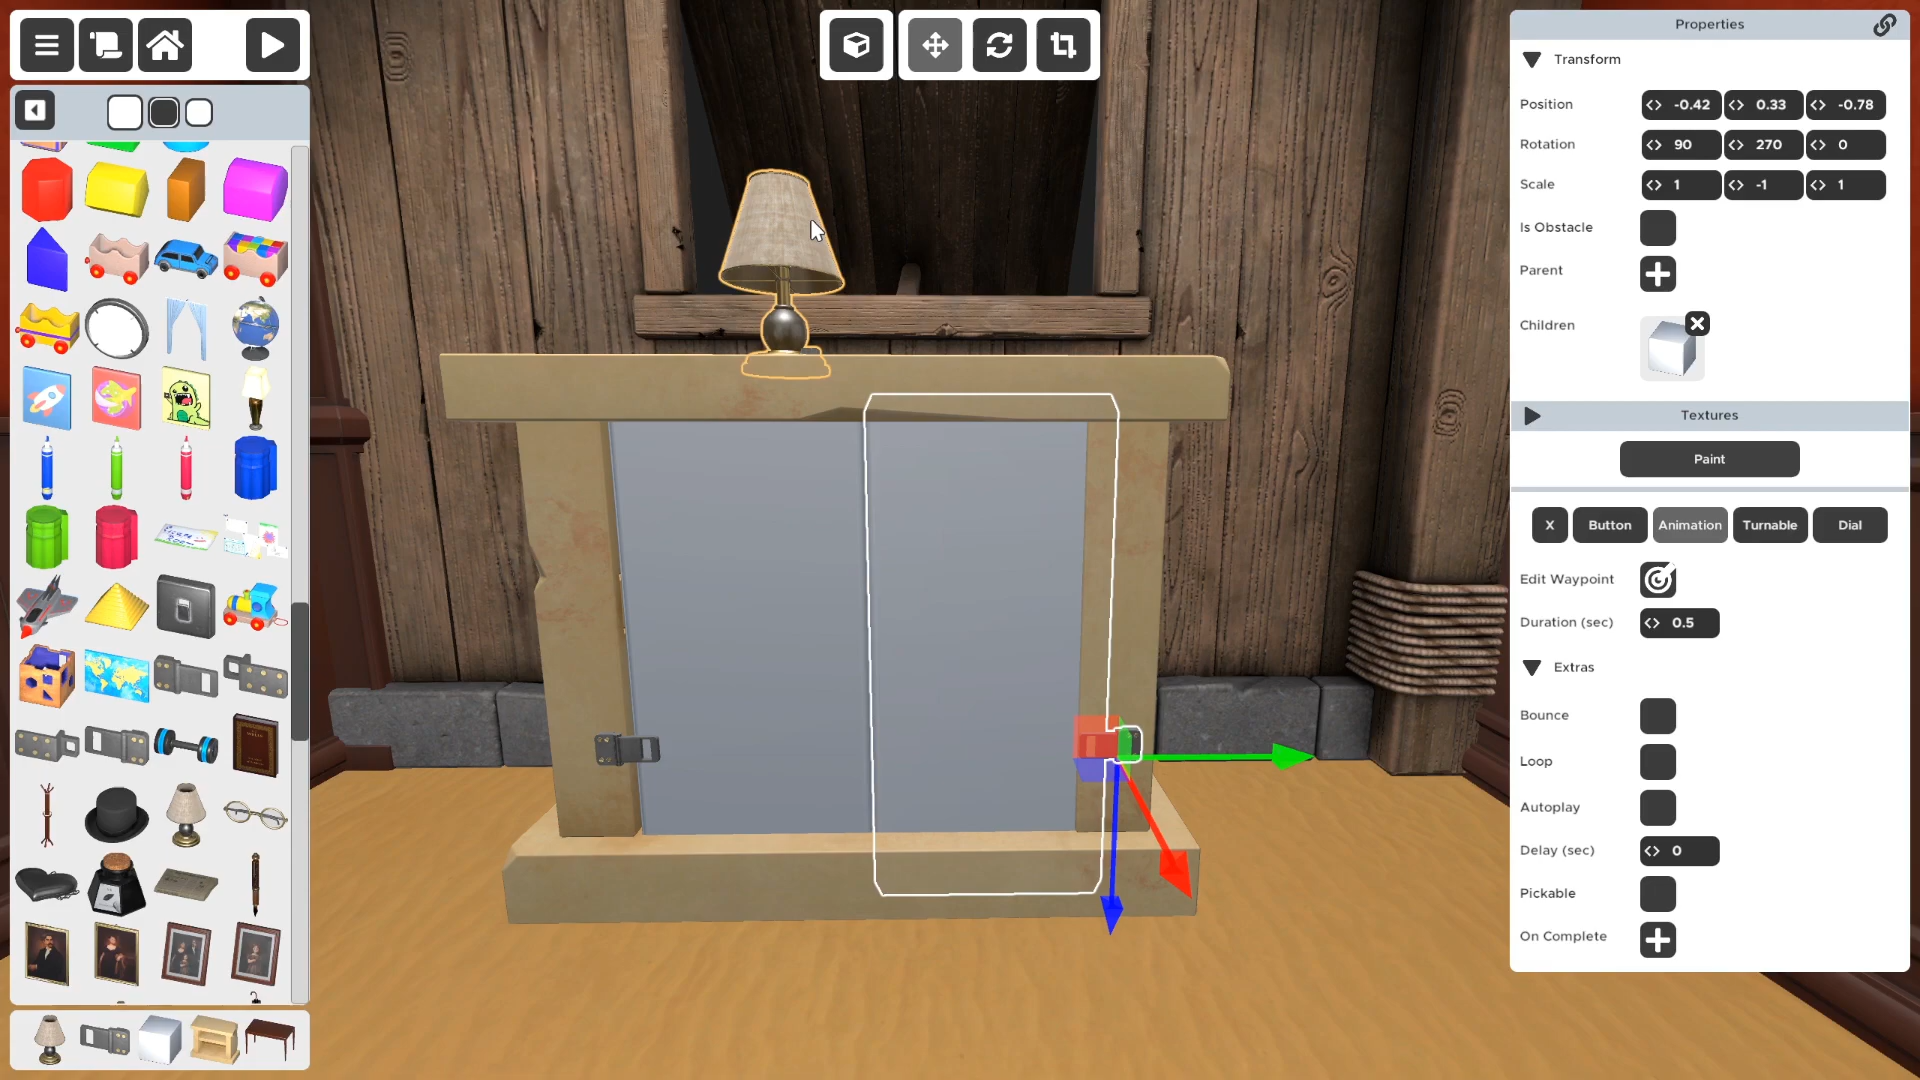 Properties
Transform
Position -0.42 0.33 -0.78
Rotation 90 270 0
Scale 1 -1 1
Is Obstacle
Parent
Children
Textures
Paint
X Button Animation Turnable Dial
Edit Waypoint
Duration (sec) 0.5
Extras
Bounce
Loop
Autoplay
Delay (sec) 0
Pickable
On Complete